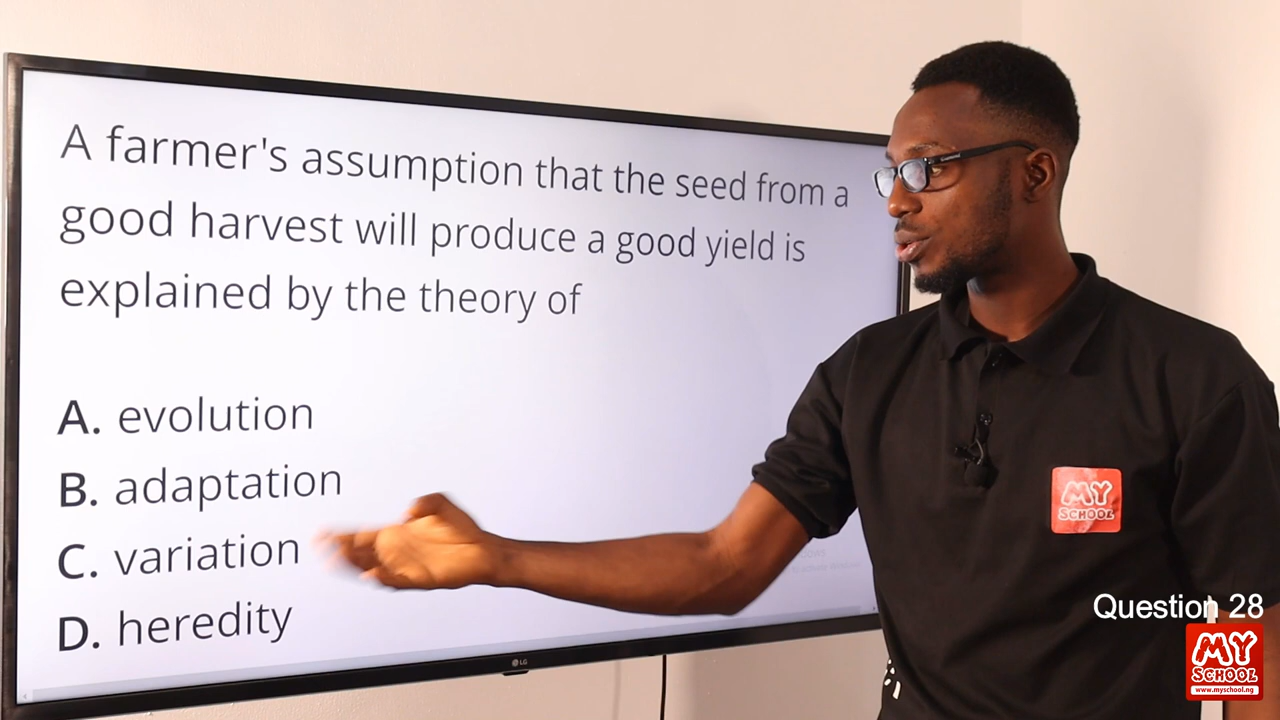 A farmer's assumption that the seed from a
good harvest will produce a good yield is
explained by the theory of
A. evolution
B. adaptation
C. variation
D. heredity
LG
MY
SCHOOL
Question 28
MY
SCHOOL
www.myschool.ng